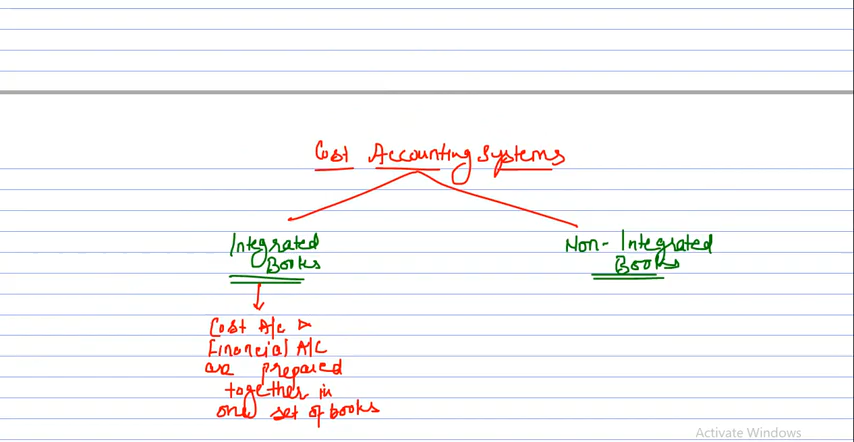 Cost Accounting Systems
Integrated
Books
Non-Integrated
Books
Cost A/c &
Financial A/C
are prepared
together in
one set of books
Activate Windows